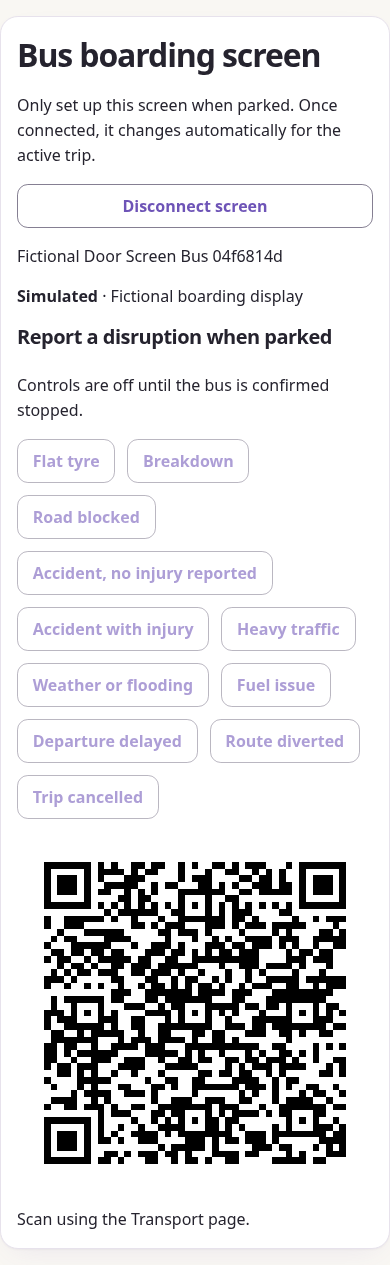 Bus boarding screen
Only set up this screen when parked. Once
connected, it changes automatically for the
active trip.
Disconnect screen
Fictional Door Screen Bus 04f6814d
Simulated · Fictional boarding display
Report a disruption when parked
Controls are off until the bus is confirmed
stopped.
Flat tyre Breakdown
Road blocked
Accident, no injury reported
Accident with injury Heavy traffic
Weather or flooding Fuel issue
Departure delayed Route diverted
Trip cancelled
Scan using the Transport page.